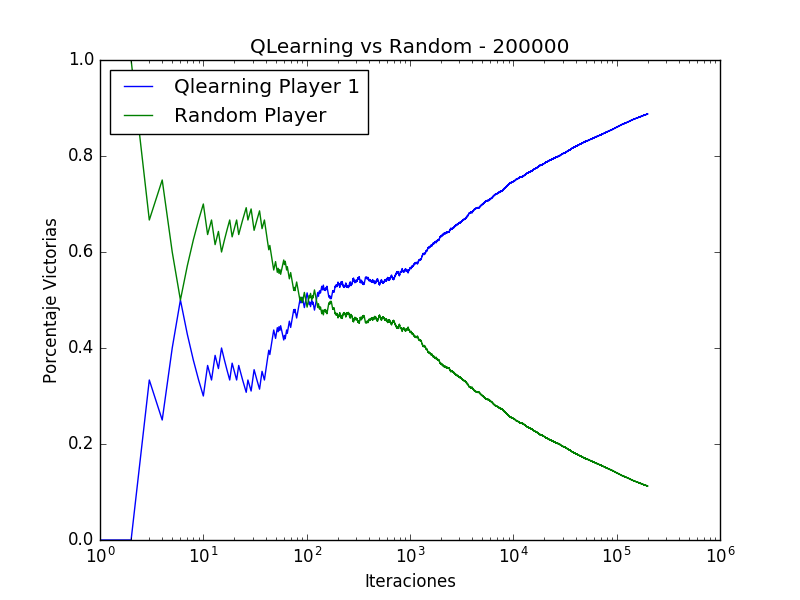 QLearning vs Random - 200000
Qlearning Player 1
Random Player
Porcentaje Victorias
1.0
0.8
0.6
0.4
0.2
0.0
10^0 10^1 10^2 10^3 10^4 10^5 10^6
Iteraciones